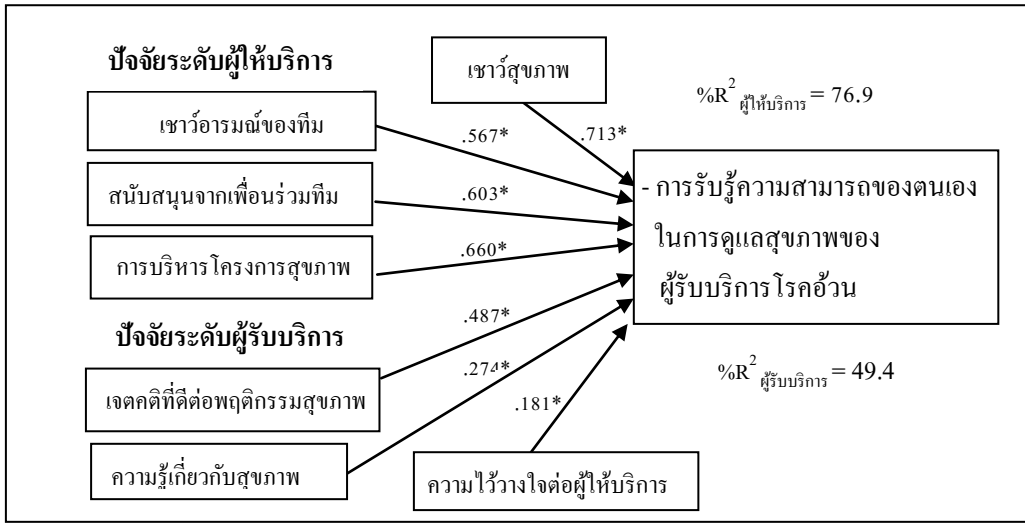 ปัจจัยระดับผู้ให้บริการ
เชาว์สุขภาพ
%R² ผู้ให้บริการ = 76.9
เชาว์อารมณ์ของทีม
.567*
.713*
สนับสนุนจากเพื่อนร่วมทีม
.603*
- การรับรู้ความสามารถของตนเอง
ในการดูแลสุขภาพของ
ผู้รับบริการโรคอ้วน
การบริหารโครงการสุขภาพ
.660*
ปัจจัยระดับผู้รับบริการ
.487*
เจตคติที่ดีต่อพฤติกรรมสุขภาพ
.274*
%R² ผู้รับบริการ = 49.4
.181*
ความรู้เกี่ยวกับสุขภาพ
ความไว้วางใจต่อผู้ให้บริการ